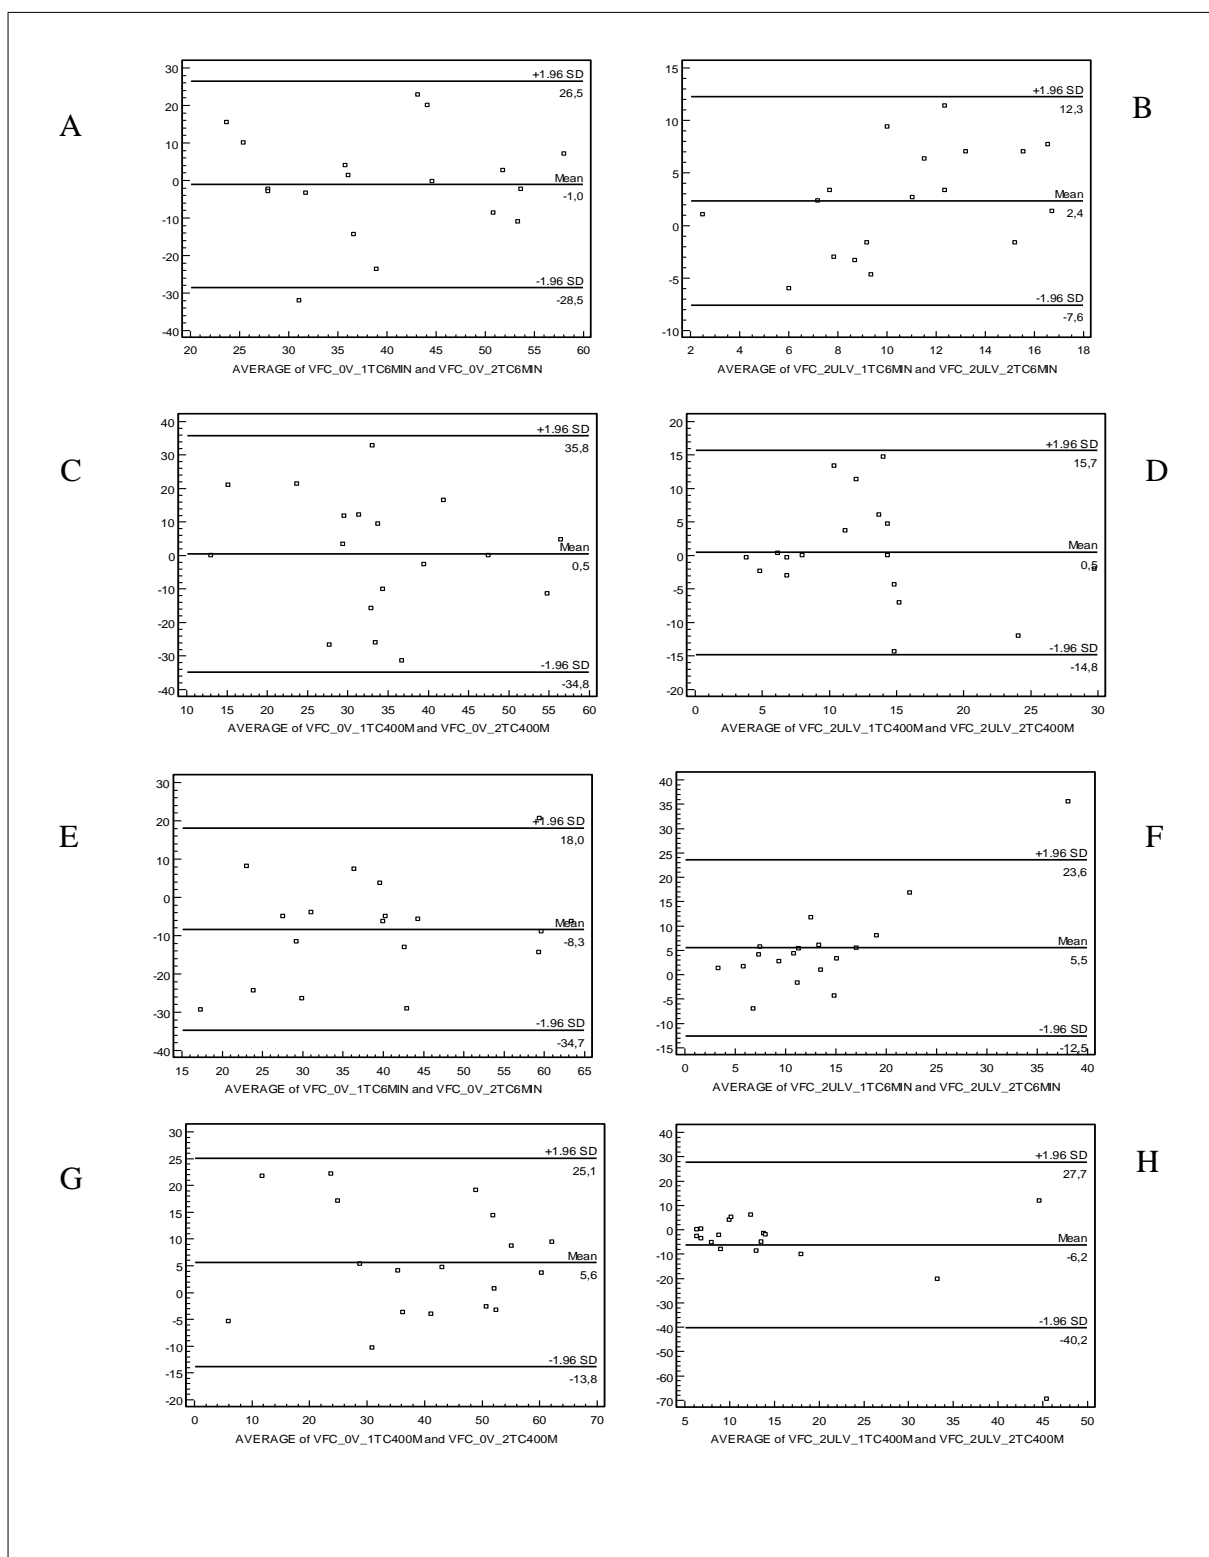 A
30
20
10
0
-10
-20
-30
-40
+1.96 SD
26,5
Mean
-1,0
-1.96 SD
-28,5
20 25 30 35 40 45 50 55 60
AVERAGE of VFC_0V_1TC6MIN and VFC_0V_2TC6MIN
B
15
10
5
0
-5
-10
+1.96 SD
12,3
Mean
2,4
-1.96 SD
-7,6
2 4 6 8 10 12 14 16 18
AVERAGE of VFC_2ULV_1TC6MIN and VFC_2ULV_2TC6MIN
C
40
30
20
10
0
-10
-20
-30
-40
+1.96 SD
35,8
Mean
0,5
-1.96 SD
-34,8
10 15 20 25 30 35 40 45 50 55 60
AVERAGE of VFC_0V_1TC400M and VFC_0V_2TC400M
D
20
15
10
5
0
-5
-10
-15
-20
+1.96 SD
15,7
Mean
0,5
-1.96 SD
-14,8
0 5 10 15 20 25 30
AVERAGE of VFC_2ULV_1TC400M and VFC_2ULV_2TC400M
E
30
20
10
0
-10
-20
-30
-40
+1.96 SD
18,0
Mean
-8,3
-1.96 SD
-34,7
15 20 25 30 35 40 45 50 55 60 65
AVERAGE of VFC_0V_1TC6MIN and VFC_0V_2TC6MIN
F
40
35
30
25
20
15
10
5
0
-5
-10
-15
+1.96 SD
23,6
Mean
5,5
-1.96 SD
-12,5
0 5 10 15 20 25 30 35 40
AVERAGE of VFC_2ULV_1TC6MIN and VFC_2ULV_2TC6MIN
G
30
25
20
15
10
5
0
-5
-10
-15
-20
+1.96 SD
25,1
Mean
5,6
-1.96 SD
-13,8
0 10 20 30 40 50 60 70
AVERAGE of VFC_0V_1TC400M and VFC_0V_2TC400M
H
40
30
20
10
0
-10
-20
-30
-40
-50
-60
-70
+1.96 SD
27,7
Mean
-6,2
-1.96 SD
-40,2
5 10 15 20 25 30 35 40 45 50
AVERAGE of VFC_2ULV_1TC400M and VFC_2ULV_2TC400M